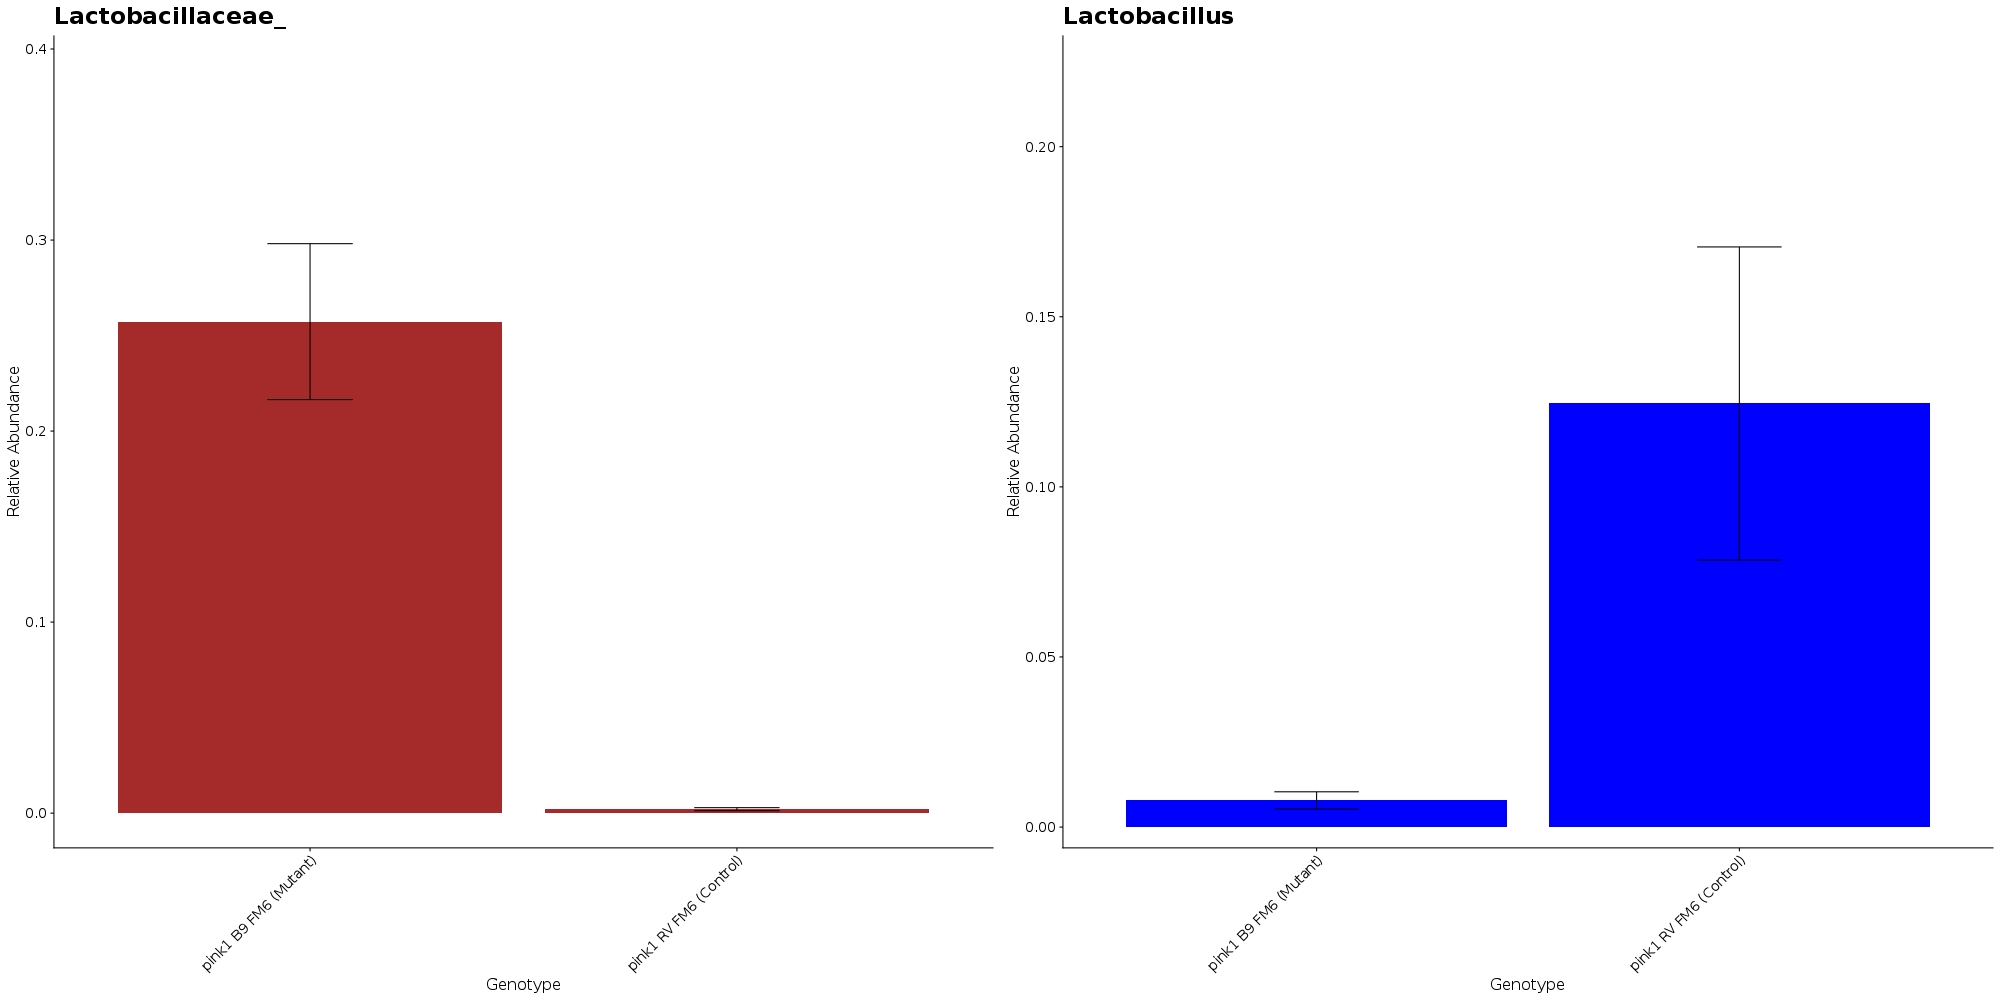 Lactobacillaceae_
Relative Abundance
0.4
0.3
0.2
0.1
0.0
pink1 B9 FM6 (Mutant)
pink1 RV FM6 (Control)
Genotype
Lactobacillus
Relative Abundance
0.20
0.15
0.10
0.05
0.00
pink1 B9 FM6 (Mutant)
pink1 RV FM6 (Control)
Genotype